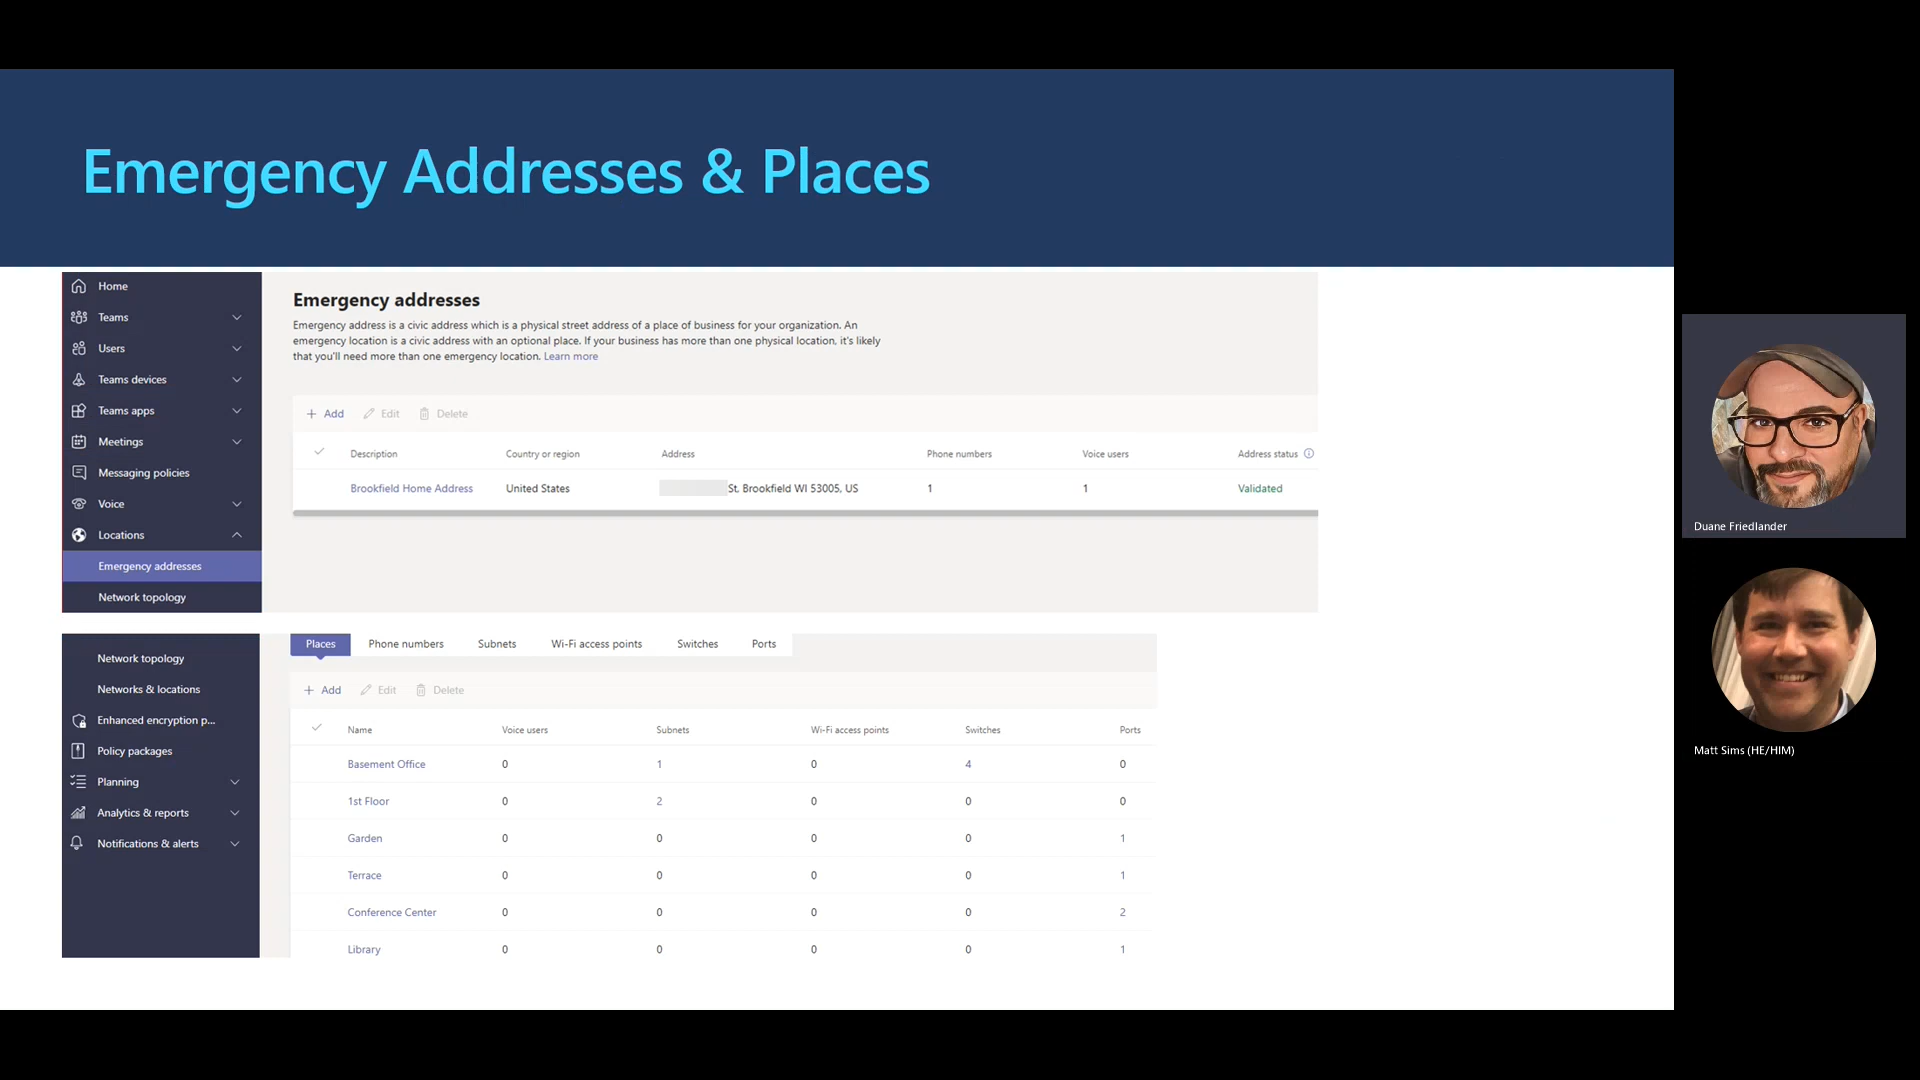 Emergency Addresses & Places
Home
Teams
Users
Teams devices
Teams apps
Meetings
Messaging policies
Voice
Locations
Emergency addresses
Network topology
Emergency addresses
Emergency address is a civic address which is a physical street address of a place of business for your organization. An
emergency location is a civic address with an optional place. If your business has more than one physical location, it's likely
that you'll need more than one emergency location. Learn more
Add Edit Delete
Description Country or region Address Phone numbers Voice users Address status
Brookfield Home Address United States St. Brookfield WI 53005, US 1 1 Validated
Network topology
Networks & locations
Enhanced encryption p...
Policy packages
Planning
Analytics & reports
Notifications & alerts
Places Phone numbers Subnets Wi-Fi access points Switches Ports
Add Edit Delete
Name Voice users Subnets Wi-Fi access points Switches Ports
Basement Office 0 1 0 4 0
1st Floor 0 2 0 0 0
Garden 0 0 0 0 1
Terrace 0 0 0 0 1
Conference Center 0 0 0 0 2
Library 0 0 0 0 1
Duane Friedlander
Matt Sims (HE/HIM)